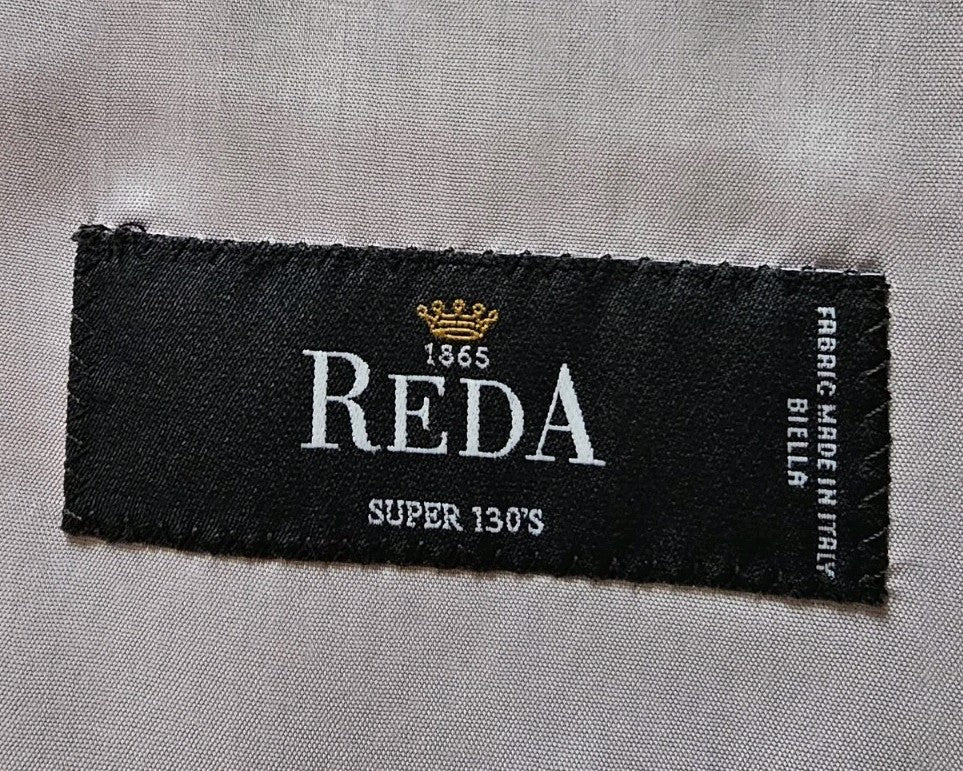 1865
REDA
SUPER 130'S
FABRIC MADE IN ITALY
BIELLA